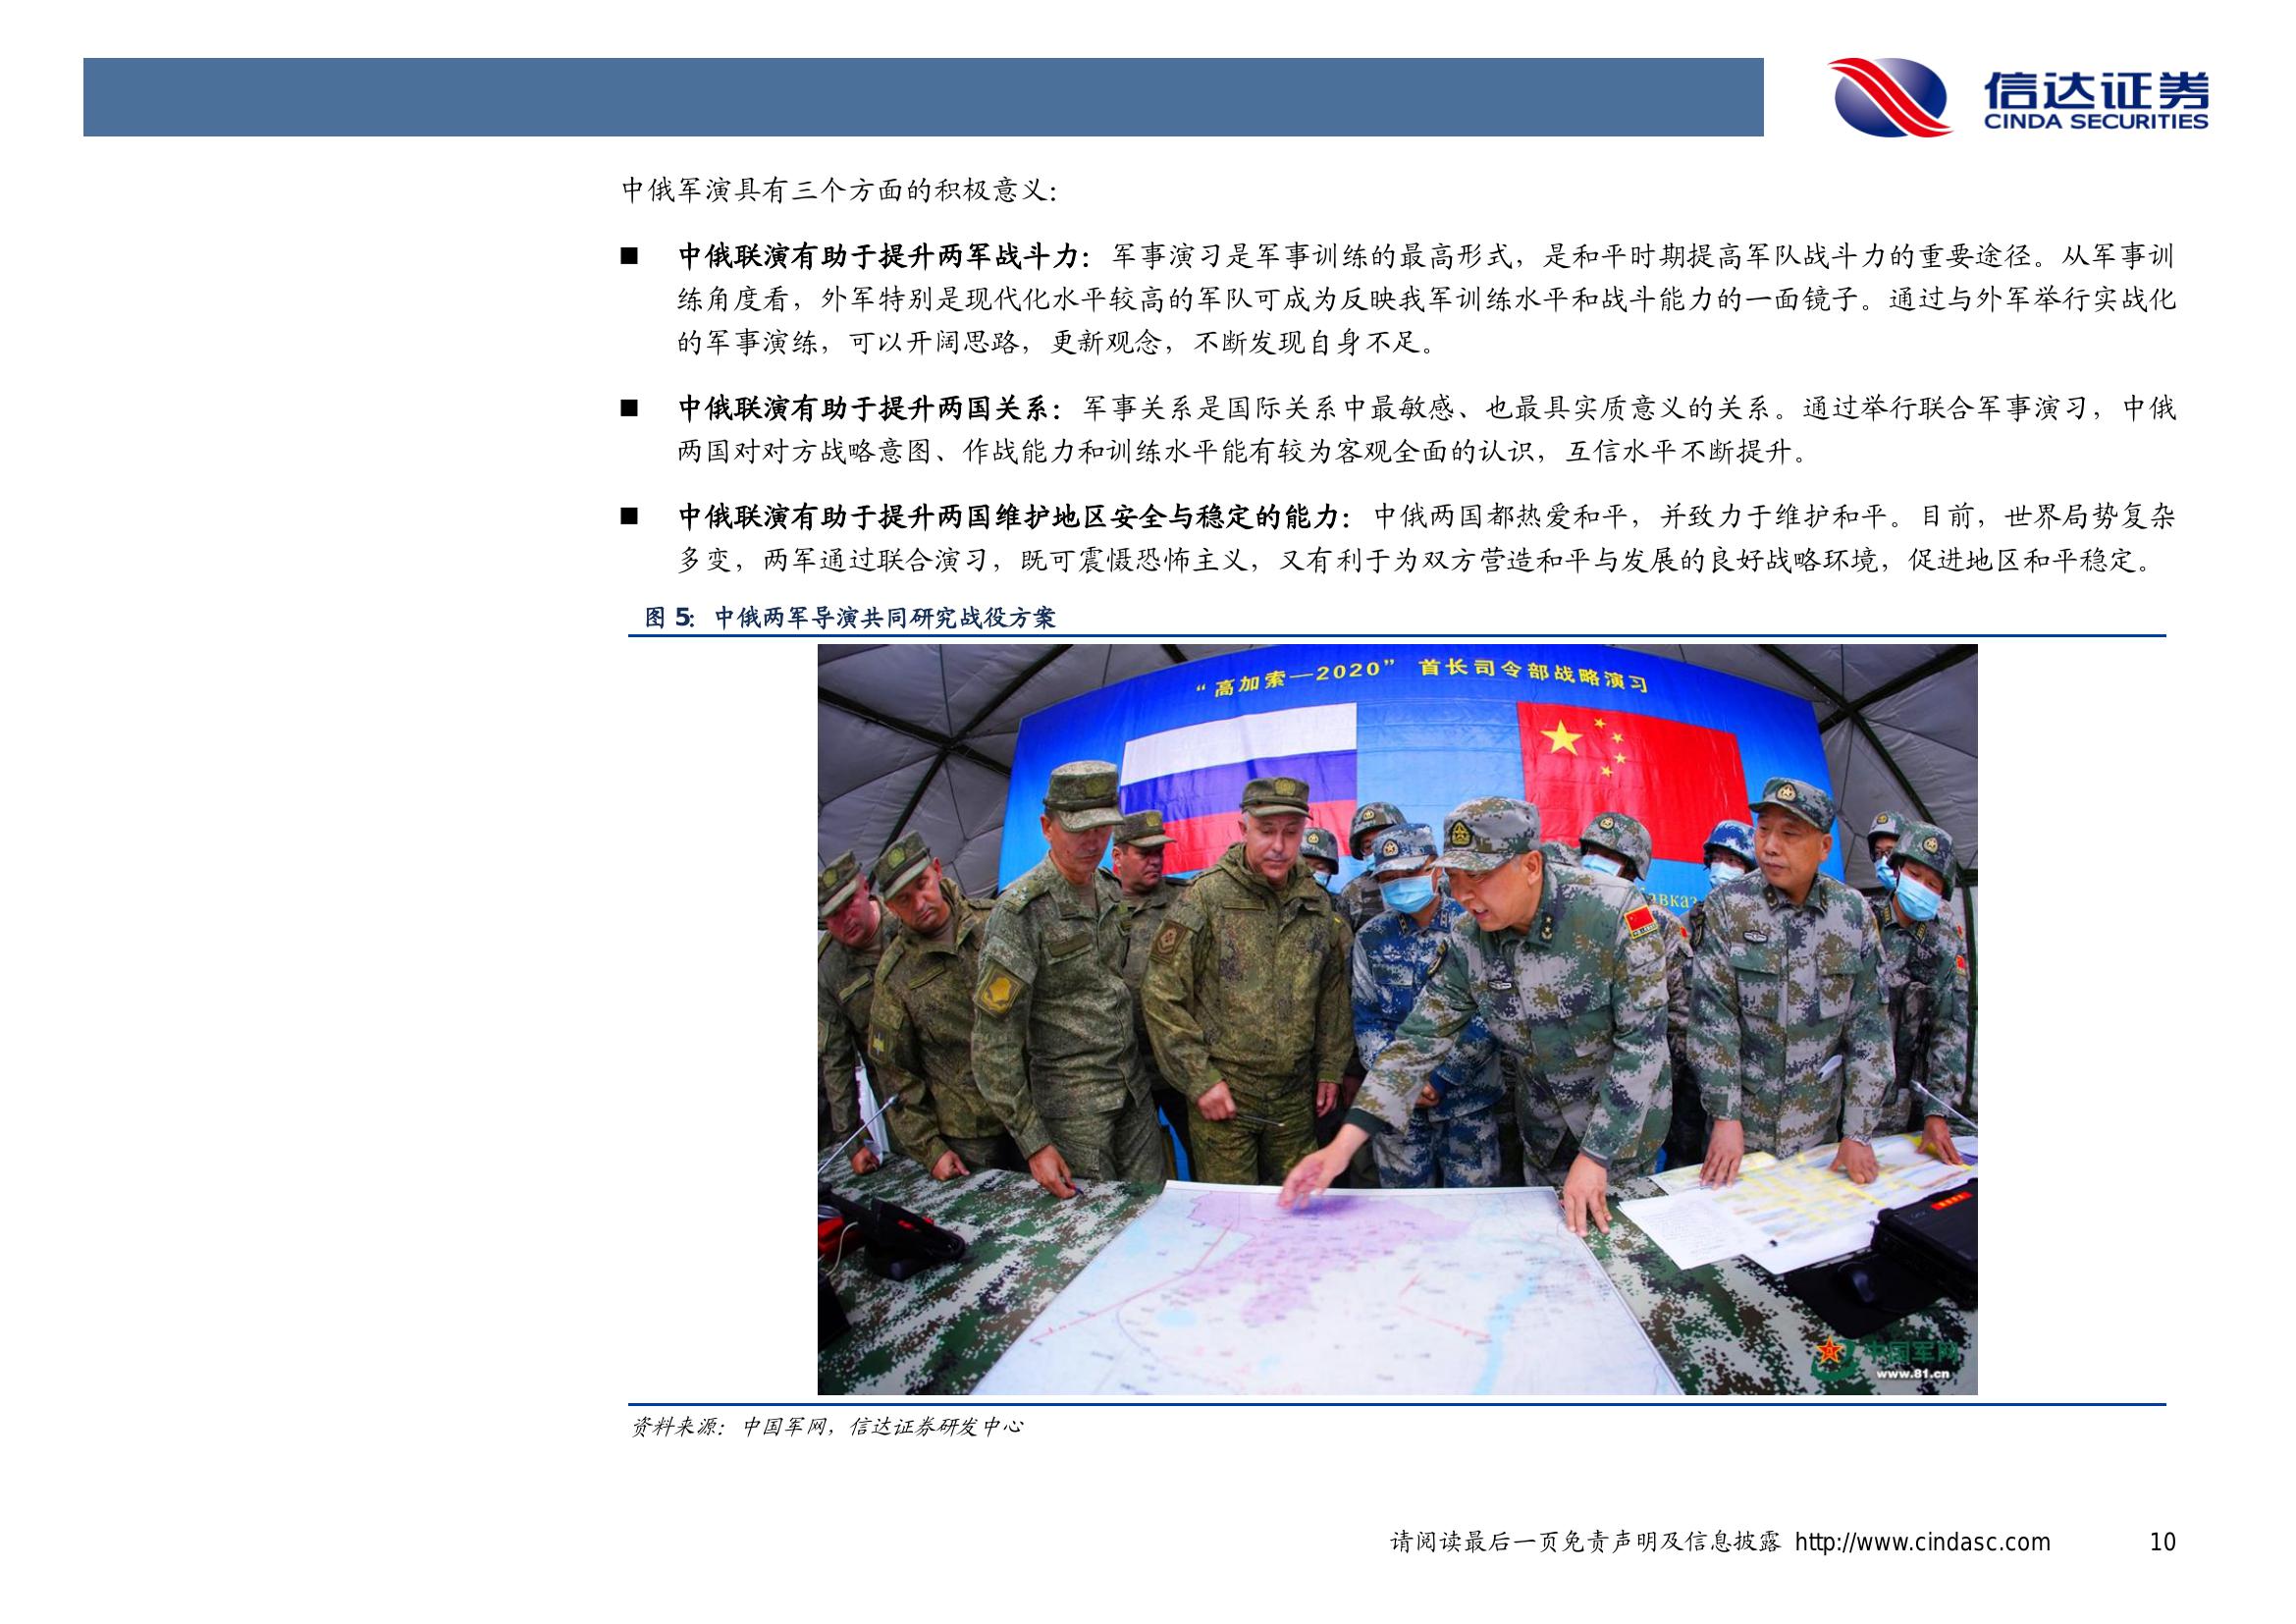 信达证券
CINDA SECURITIES
中俄军演具有三个方面的积极意义：
■ 中俄联演有助于提升两军战斗力：军事演习是军事训练的最高形式，是和平时期提高军队战斗力的重要途径。从军事训
练角度看，外军特别是现代化水平较高的军队可成为反映我军训练水平和战斗能力的一面镜子。通过与外军举行实战化
的军事演练，可以开阔思路，更新观念，不断发现自身不足。
■ 中俄联演有助于提升两国关系：军事关系是国际关系中最敏感、也最具实质意义的关系。通过举行联合军事演习，中俄
两国对对方战略意图、作战能力和训练水平能有较为客观全面的认识，互信水平不断提升。
■ 中俄联演有助于提升两国维护地区安全与稳定的能力：中俄两国都热爱和平，并致力于维护和平。目前，世界局势复杂
多变，两军通过联合演习，既可震慑恐怖主义，又有利于为双方营造和平与发展的良好战略环境，促进地区和平稳定。
图 5：中俄两军导演共同研究战役方案
“高加索—2020” 首长司令部战略演习
中国军网
www.81.cn
资料来源：中国军网，信达证券研发中心
请阅读最后一页免责声明及信息披露 http://www.cindasc.com 10